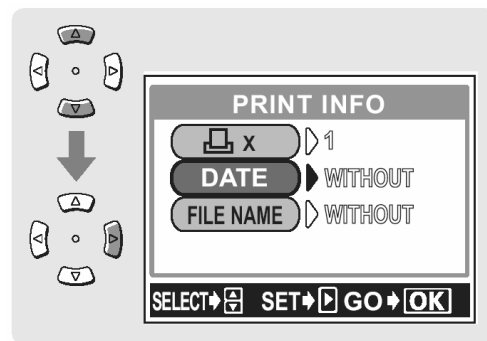 PRINT INFO
x 1
DATE WITHOUT
FILE NAME WITHOUT
SELECT SET GO OK